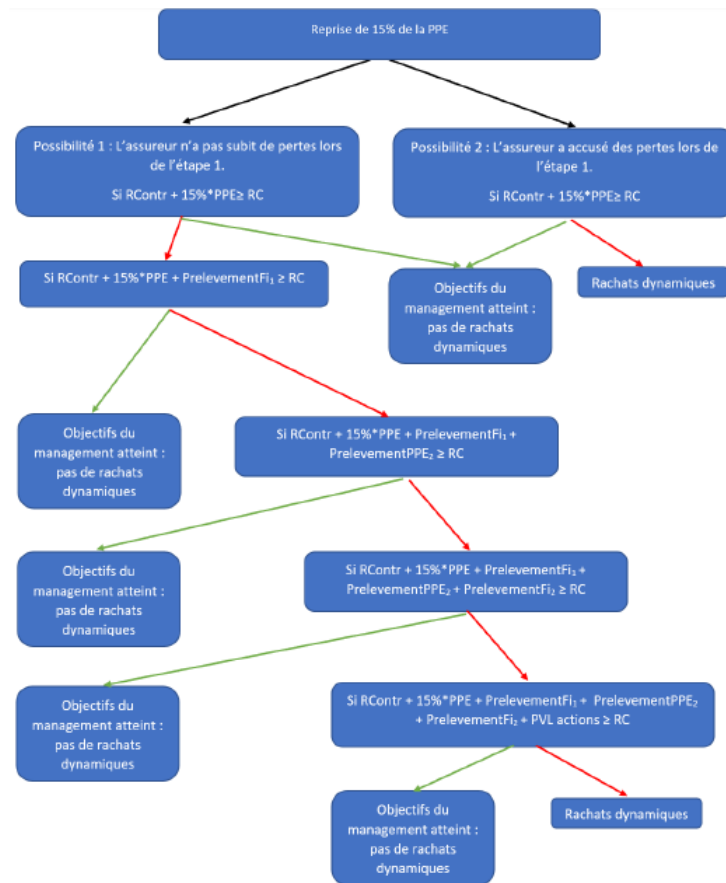 Reprise de 15% de la PPE
Possibilité 1 : L'assureur n'a pas subit de pertes lors
de l'étape 1.
Si RContr + 15%*PPE≥ RC
Possibilité 2 : L'assureur a accusé des pertes lors de
l'étape 1.
Si RContr + 15%*PPE≥ RC
Si RContr + 15%*PPE + PrelevementFi₁ ≥ RC
Objectifs du
management atteint :
pas de rachats
dynamiques
Rachats dynamiques
Objectifs du
management atteint :
pas de rachats
dynamiques
Si RContr + 15%*PPE + PrelevementFi₁ +
PrelevementPPE₂ ≥ RC
Objectifs du
management atteint :
pas de rachats
dynamiques
Si RContr + 15%*PPE + PrelevementFi₁ +
PrelevementPPE₂ + PrelevementFi₂ ≥ RC
Objectifs du
management atteint :
pas de rachats
dynamiques
Si RContr + 15%*PPE + PrelevementFi₁ + PrelevementPPE₂
+ PrelevementFi₂ + PVL actions ≥ RC
Objectifs du
management atteint :
pas de rachats
dynamiques
Rachats dynamiques